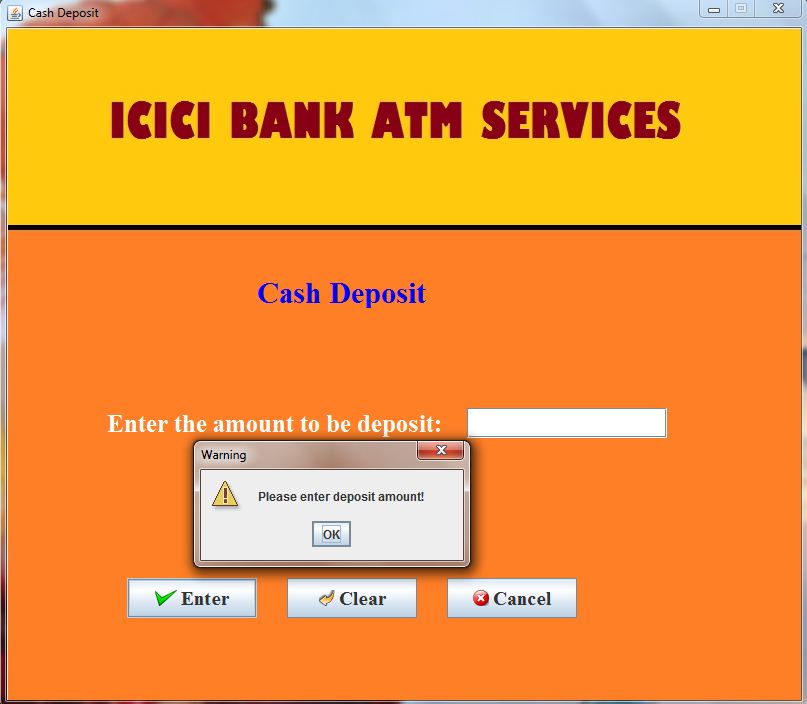 Cash Deposit
ICICI BANK ATM SERVICES
Cash Deposit
Enter the amount to be deposit:
Warning
Please enter deposit amount!
OK
Enter
Clear
Cancel